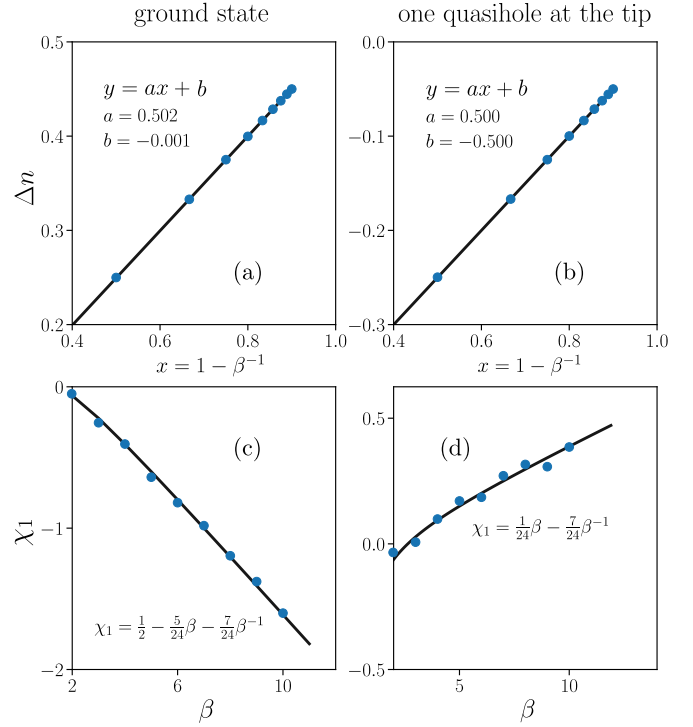 ground state
one quasihole at the tip
0.5
0.4
0.3
0.2
Δn
y = ax + b
a = 0.502
b = −0.001
(a)
0.4
0.6
0.8
1.0
x = 1 − β⁻¹
0.0
−0.1
−0.2
−0.3
y = ax + b
a = 0.500
b = −0.500
(b)
0.4
0.6
0.8
1.0
x = 1 − β⁻¹
0
−1
−2
χ₁
(c)
χ₁ = 1/2 − 5/24 β − 7/24 β⁻¹
2
6
10
β
0.5
0.0
−0.5
(d)
χ₁ = 1/24 β − 7/24 β⁻¹
5
10
β